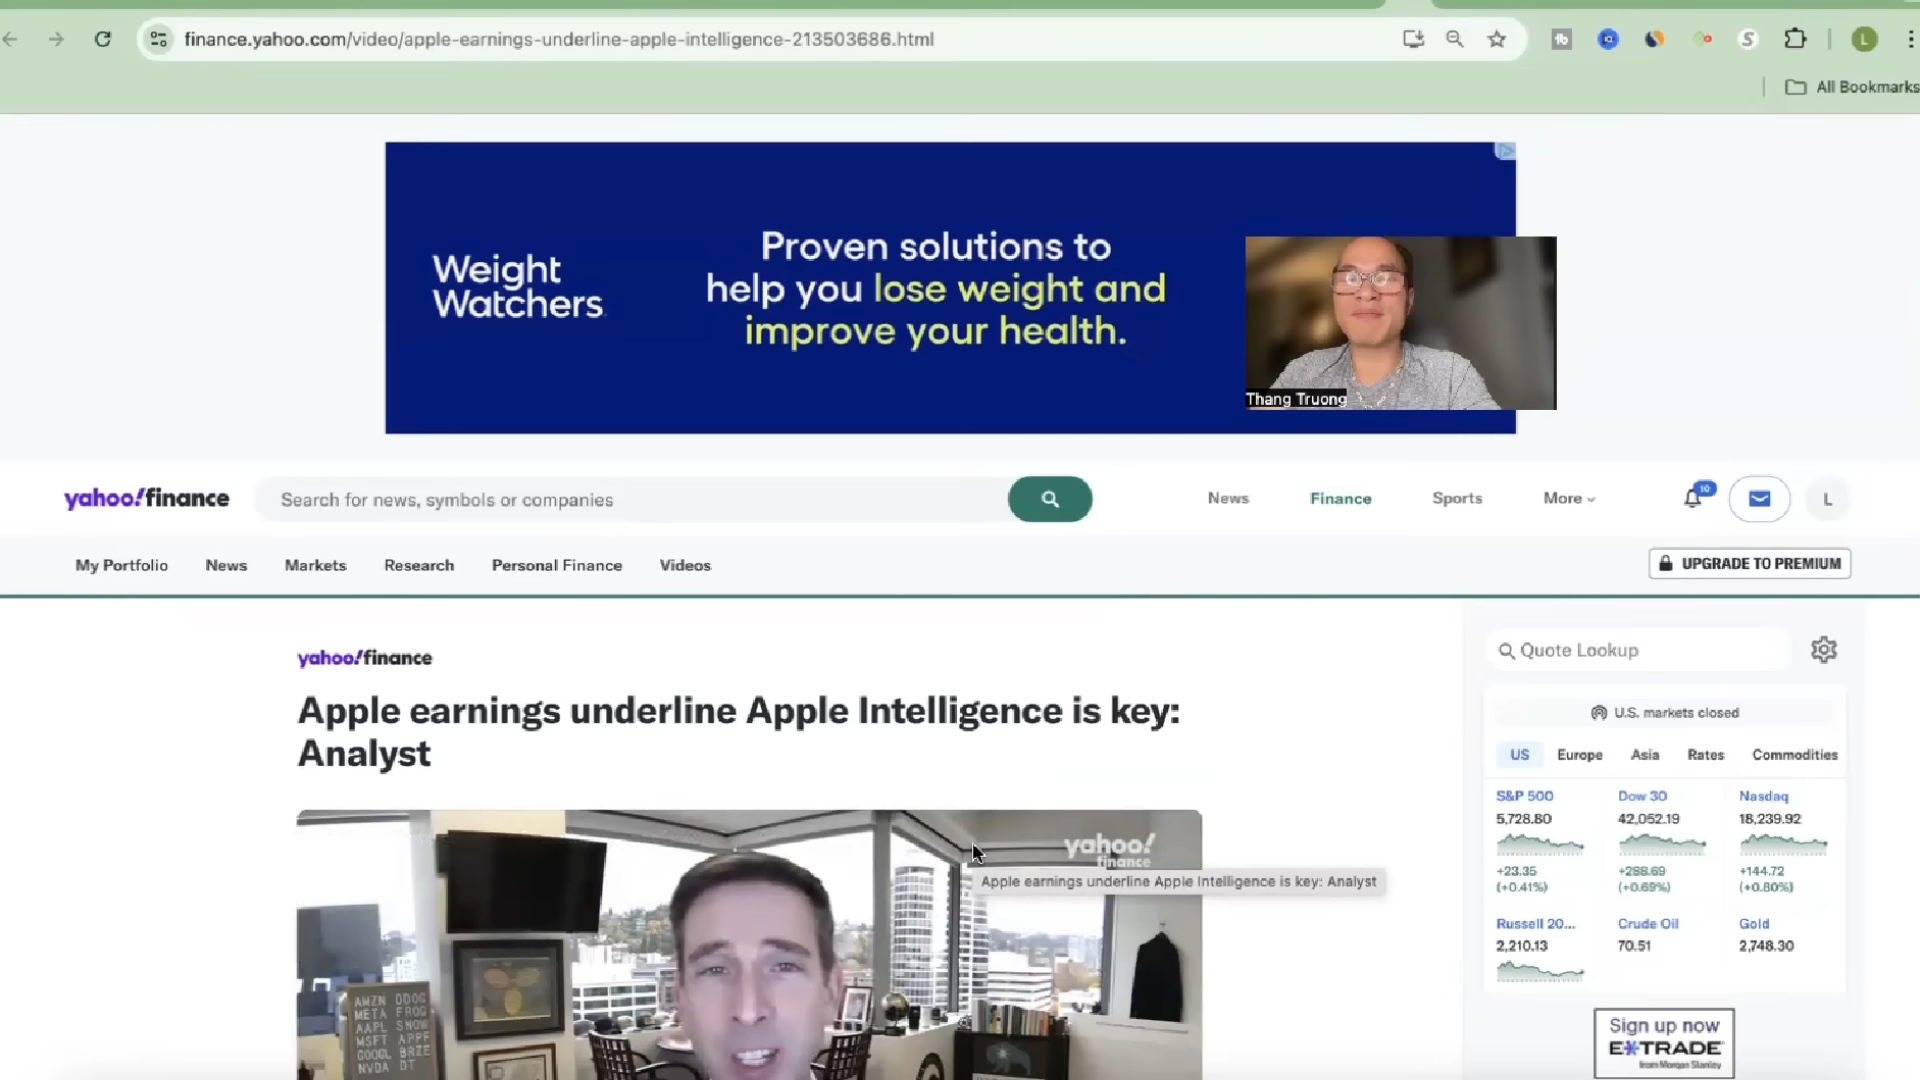 finance.yahoo.com/video/apple-earnings-underline-apple-intelligence-213503686.html
L
All Bookmarks
Weight
Watchers
Proven solutions to
help you lose weight and
improve your health.
Thang Truong
yahoo!finance
Search for news, symbols or companies
News
Finance
Sports
More
10
L
My Portfolio
News
Markets
Research
Personal Finance
Videos
UPGRADE TO PREMIUM
yahoo!finance
Apple earnings underline Apple Intelligence is key:
Analyst
yahoo!
finance
Apple earnings underline Apple Intelligence is key: Analyst
AMZN DDOG
META FROG
AAPL SNOW
MSFT APPF
GOOGL BRZE
NVDA DT
Quote Lookup
U.S. markets closed
US
Europe
Asia
Rates
Commodities
S&P 500
5,728.80
+23.35
(+0.41%)
Dow 30
42,052.19
+288.69
(+0.69%)
Nasdaq
18,239.92
+144.72
(+0.80%)
Russell 20...
2,210.13
Crude Oil
70.51
Gold
2,748.30
Sign up now
E*TRADE
from Morgan Stanley